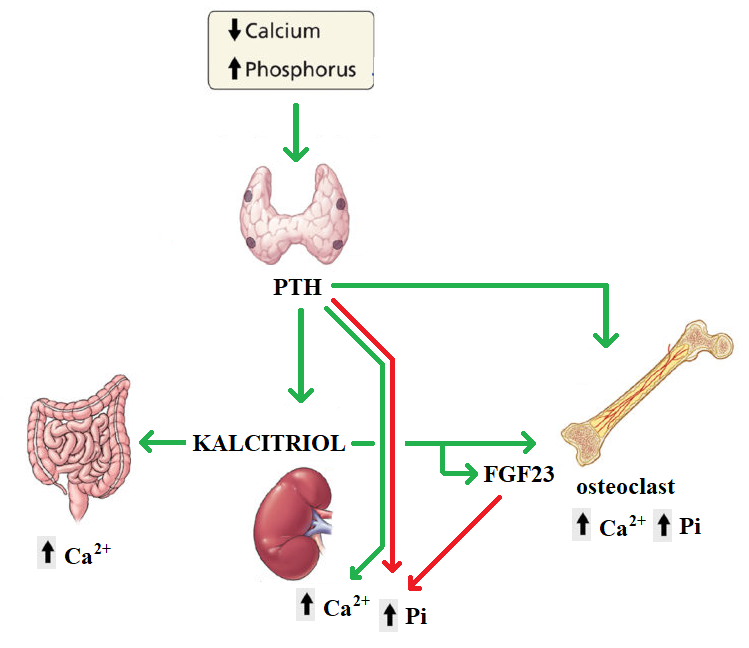 ↓ Calcium
↑ Phosphorus
PTH
KALCITRIOL
FGF23
osteoclast
↑ Ca²⁺ ↑ Pi
↑ Ca²⁺
↑ Ca²⁺ ↑ Pi